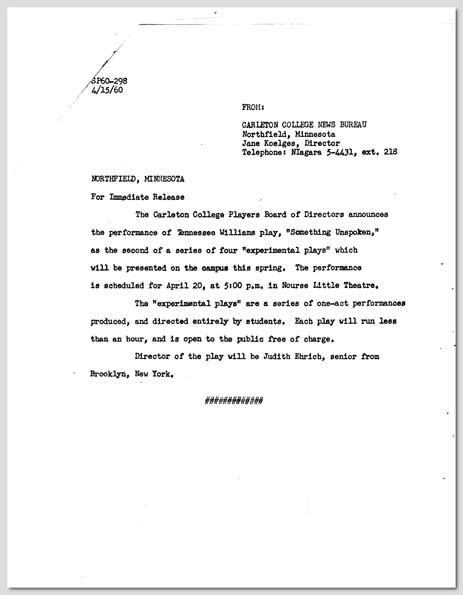 SP60-298
4/15/60
FROM:
CARLETON COLLEGE NEWS BUREAU
Northfield, Minnesota
Jane Koelges, Director
Telephone: NIagara 5-4431, ext. 218
NORTHFIELD, MINNESOTA
For Immediate Release
The Carleton College Players Board of Directors announces
the performance of Tennessee Williams play, "Something Unspoken,"
as the second of a series of four "experimental plays" which
will be presented on the campus this spring. The performance
is scheduled for April 20, at 5:00 p.m. in Nourse Little Theatre.
The "experimental plays" are a series of one-act performances
produced, and directed entirely by students. Each play will run less
than an hour, and is open to the public free of charge.
Director of the play will be Judith Ehrich, senior from
Brooklyn, New York.
#############